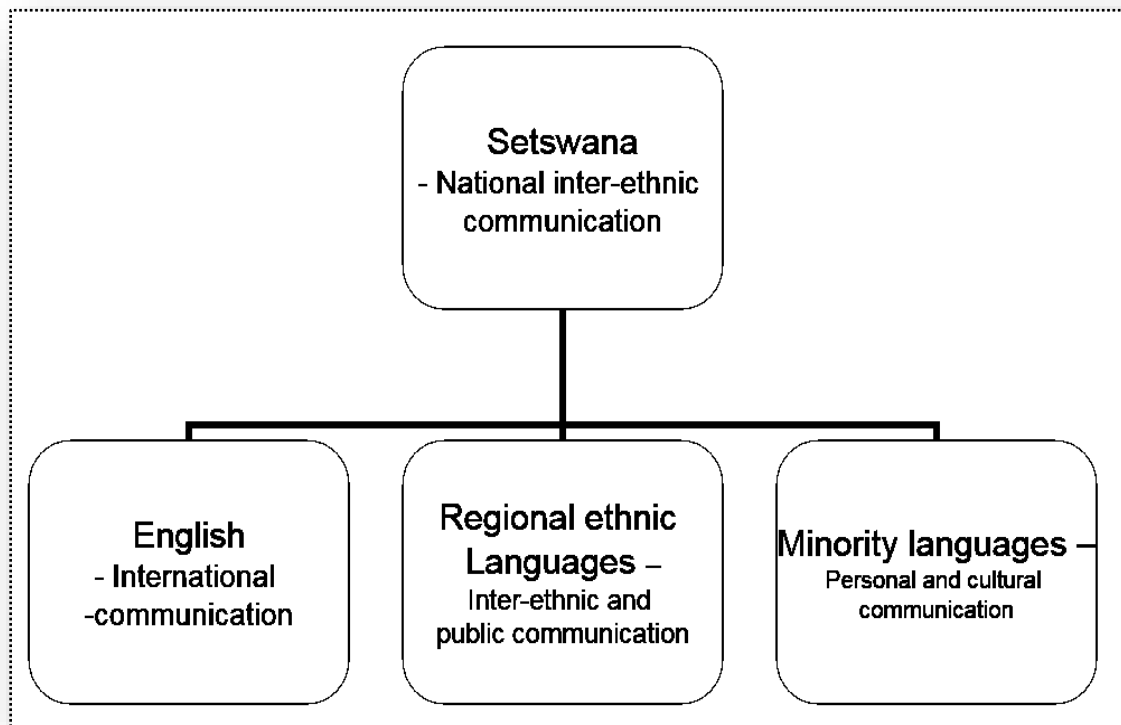 Setswana
- National inter-ethnic
communication
English
- International
-communication
Regional ethnic
Languages –
Inter-ethnic and
public communication
Minority languages –
Personal and cultural
communication